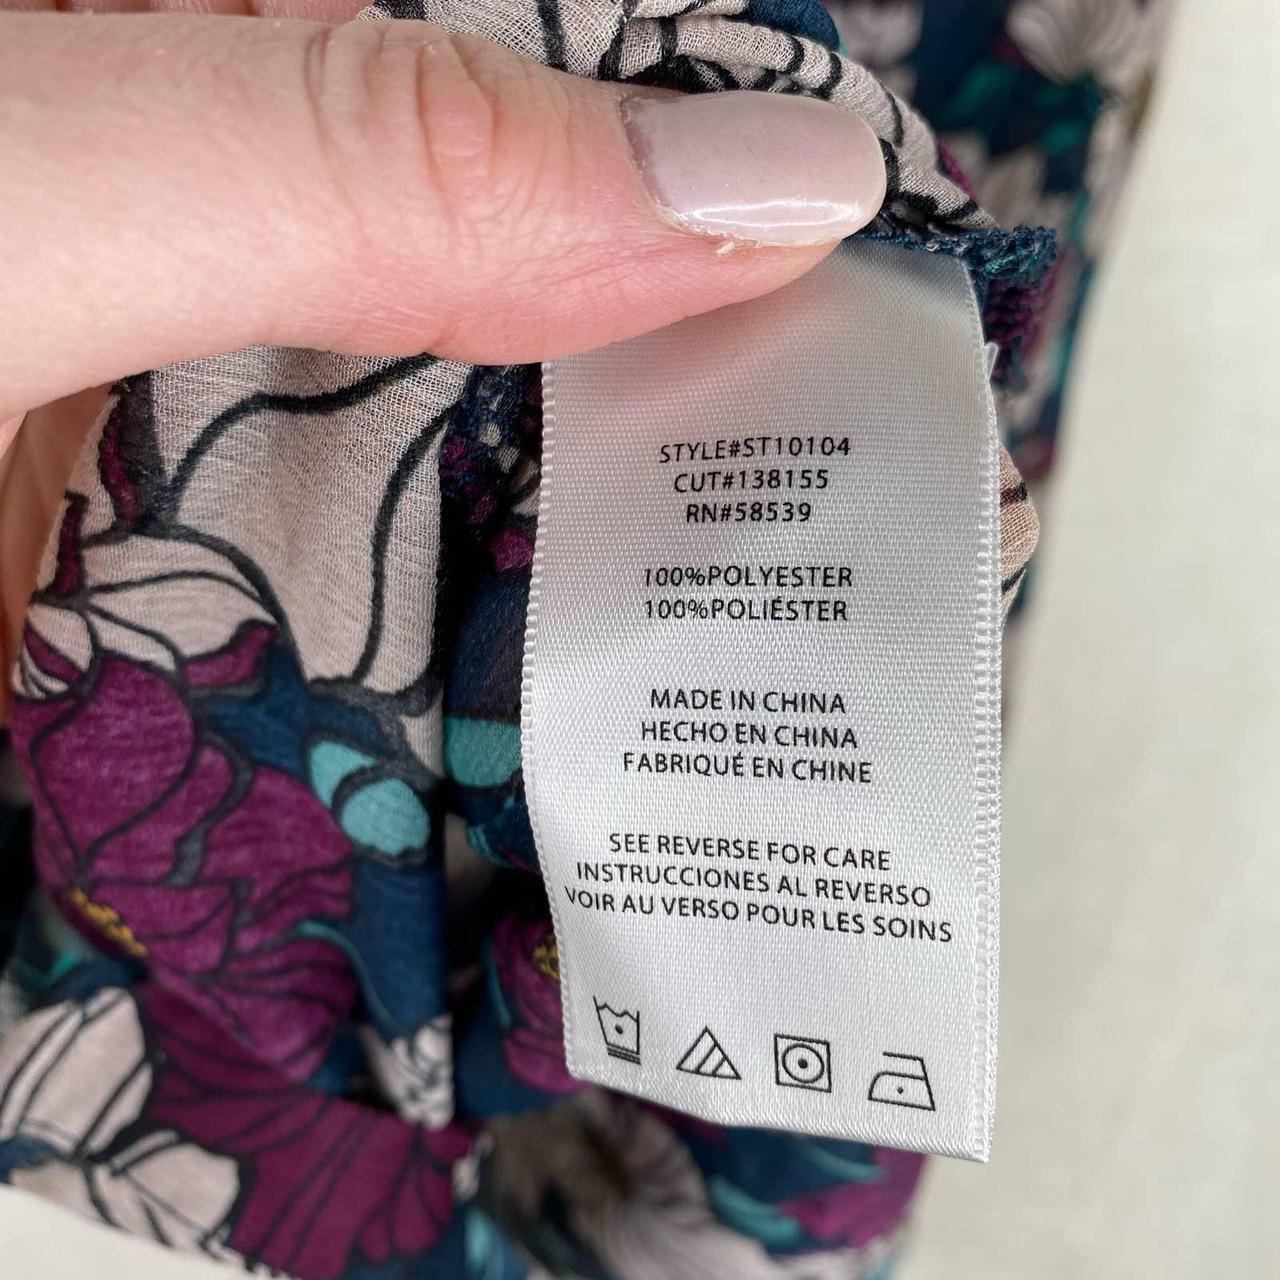 STYLE#ST10104
CUT#138155
RN#58539
100%POLYESTER
100%POLIÉSTER
MADE IN CHINA
HECHO EN CHINA
FABRIQUÉ EN CHINE
SEE REVERSE FOR CARE
INSTRUCCIONES AL REVERSO
VOIR AU VERSO POUR LES SOINS